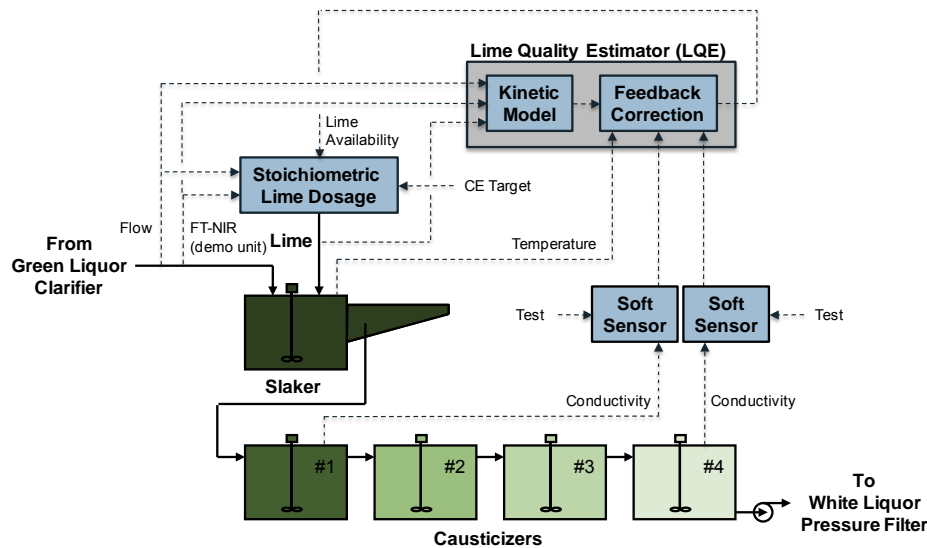 Lime Quality Estimator (LQE)
Kinetic
Model
Feedback
Correction
Lime
Availability
Stoichiometric
Lime Dosage
CE Target
Flow
FT-NIR
(demo unit)
Lime
Temperature
From
Green Liquor
Clarifier
Soft
Sensor
Soft
Sensor
Test
Test
Slaker
Conductivity
Conductivity
#1
#2
#3
#4
To
White Liquor
Pressure Filter
Causticizers